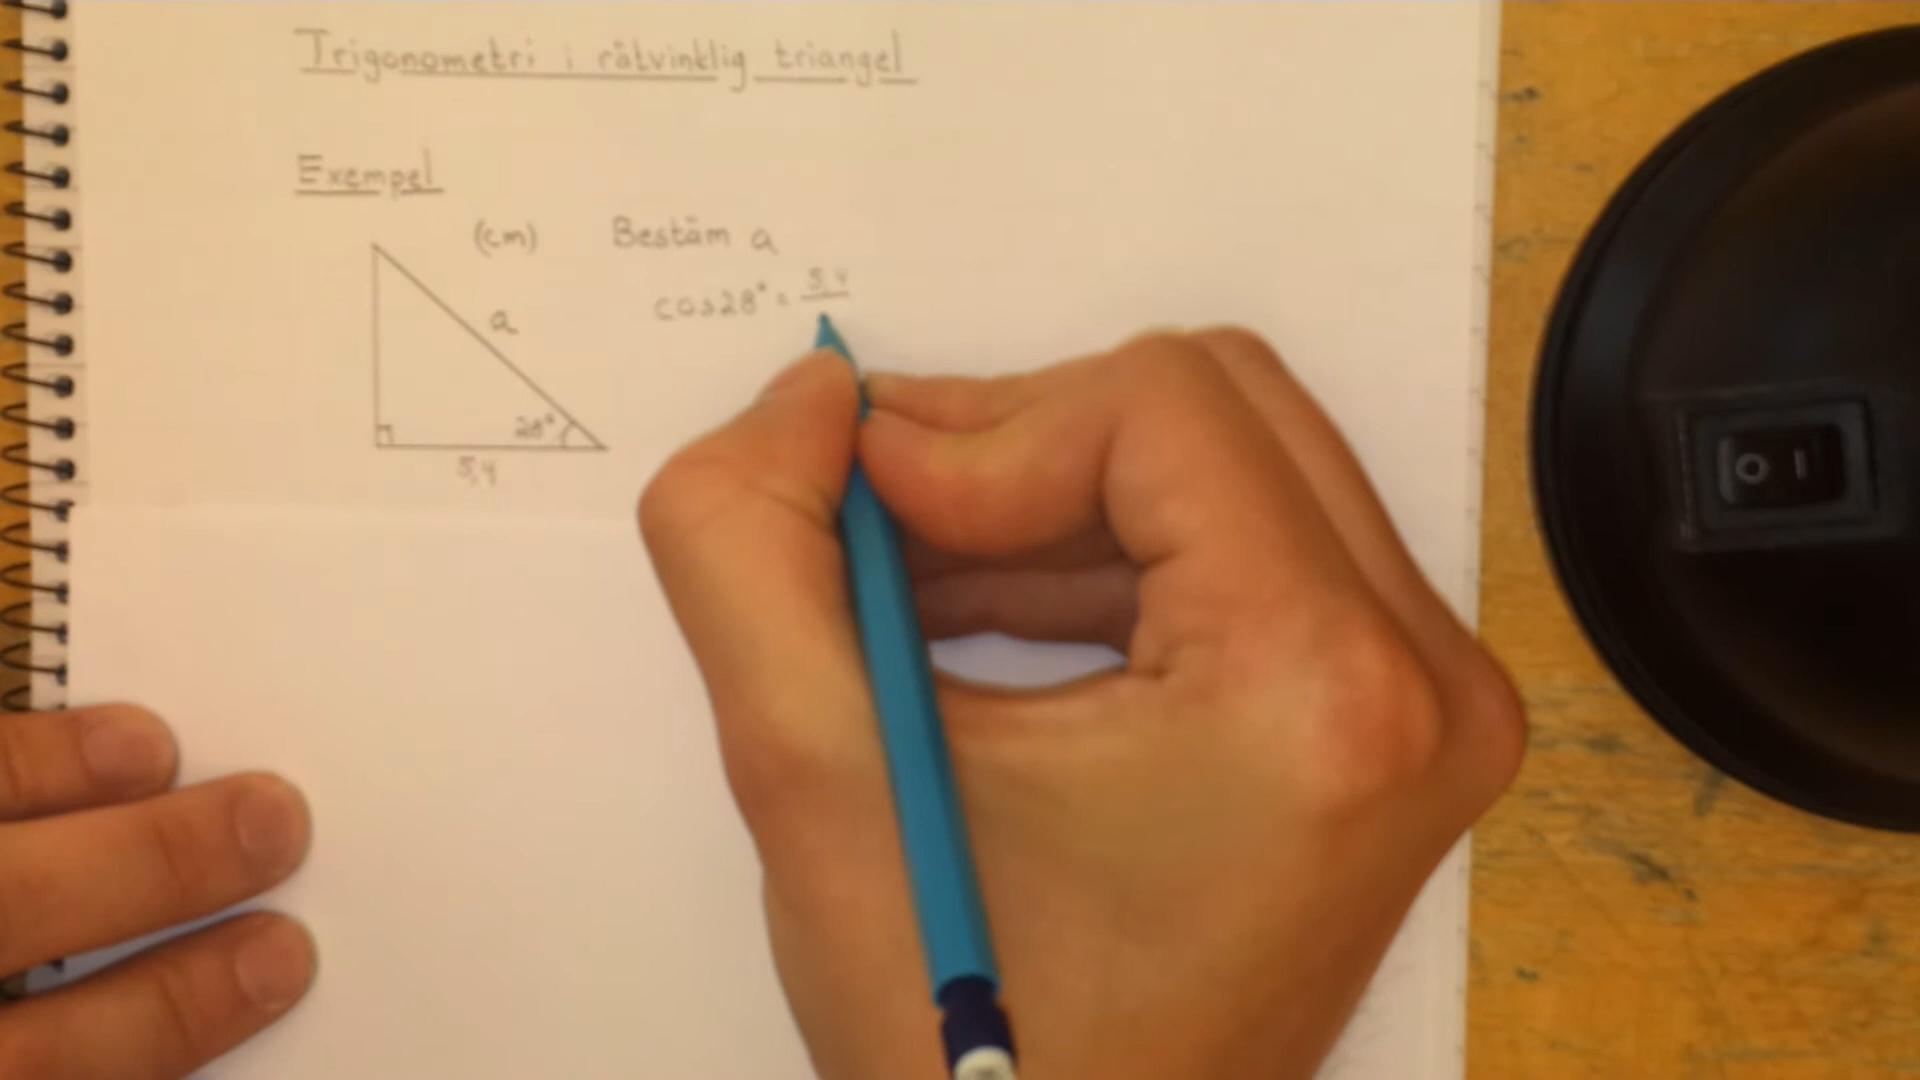 Trigonometri i rätvinklig triangel
Exempel
(cm) Bestäm a
cos28° = 5,4
a
28°
5,4